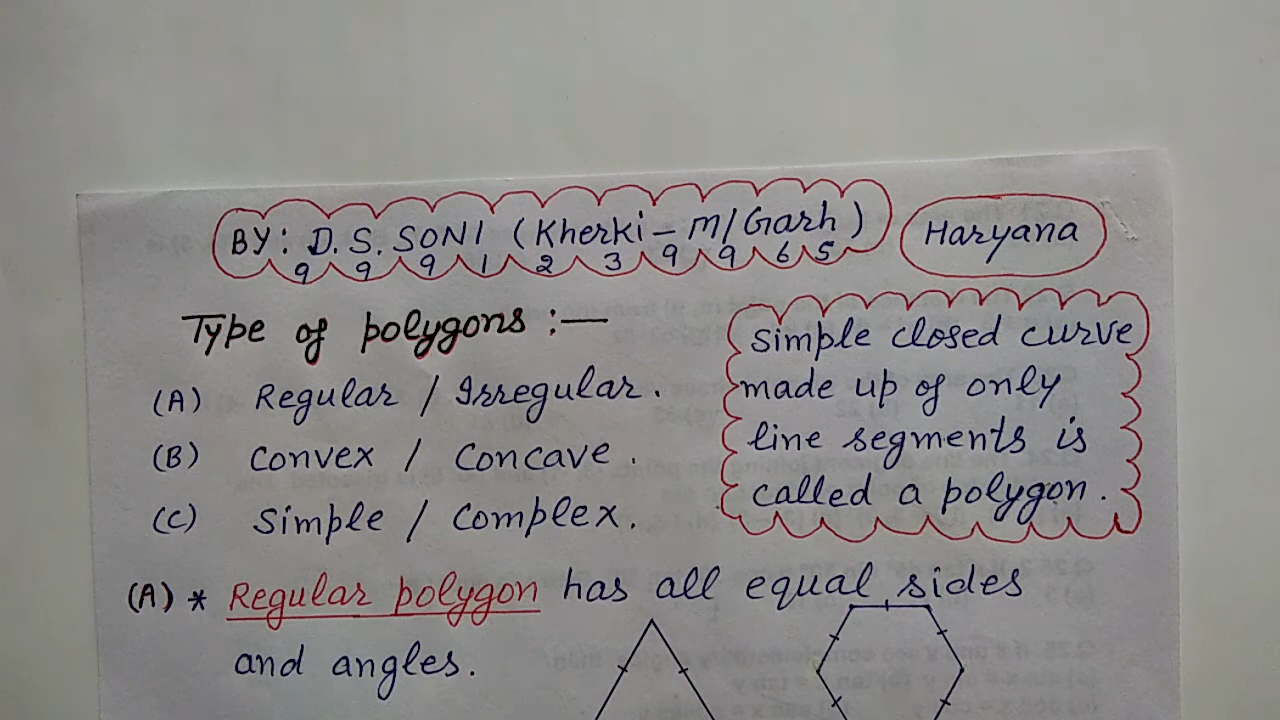 BY: D.S. SONI (Kherki - M/Garh)
9 9 9 1 2 3 9 9 6 5
Haryana
Type of polygons :—
(A) Regular / Irregular.
(B) Convex / Concave.
(C) Simple / Complex.
Simple closed curve
made up of only
line segments is
called a polygon.
(A) * Regular polygon has all equal sides
and angles.